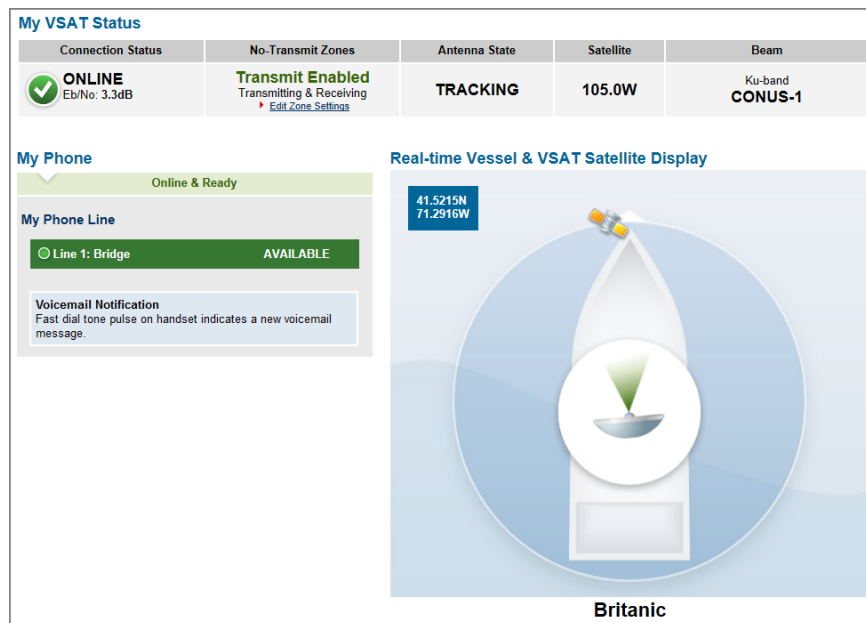 My VSAT Status
Connection Status
No-Transmit Zones
Antenna State
Satellite
Beam
ONLINE
Eb/No: 3.3dB
Transmit Enabled
Transmitting & Receiving
Edit Zone Settings
TRACKING
105.0W
Ku-band
CONUS-1
My Phone
Online & Ready
My Phone Line
Line 1: Bridge
AVAILABLE
Voicemail Notification
Fast dial tone pulse on handset indicates a new voicemail
message.
Real-time Vessel & VSAT Satellite Display
41.5215N
71.2916W
Britanic